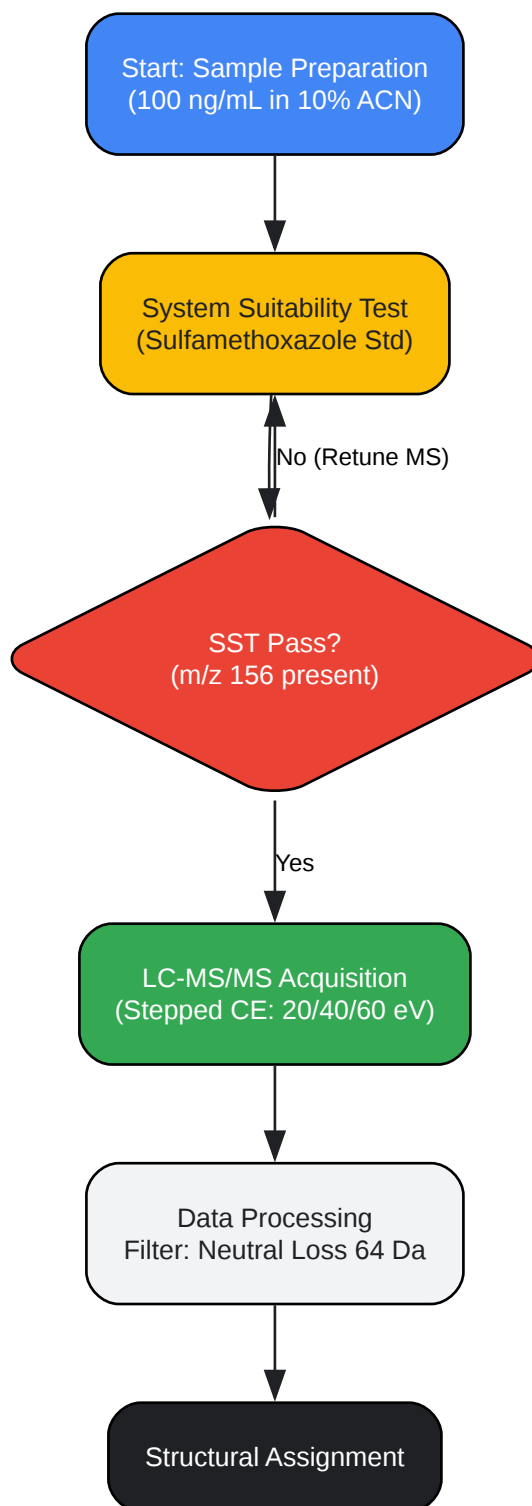 Start: Sample Preparation
(100 ng/mL in 10% ACN)
System Suitability Test
(Sulfamethoxazole Std)
No (Retune MS)
SST Pass?
(m/z 156 present)
Yes
LC-MS/MS Acquisition
(Stepped CE: 20/40/60 eV)
Data Processing
Filter: Neutral Loss 64 Da
Structural Assignment